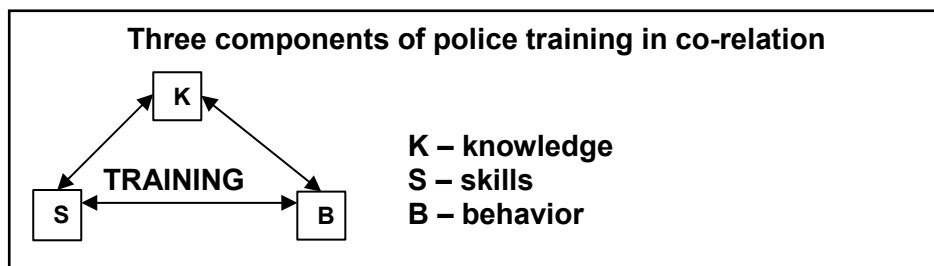 Three components of police training in co-relation
K
K – knowledge
S – skills
B – behavior
TRAINING
S
B